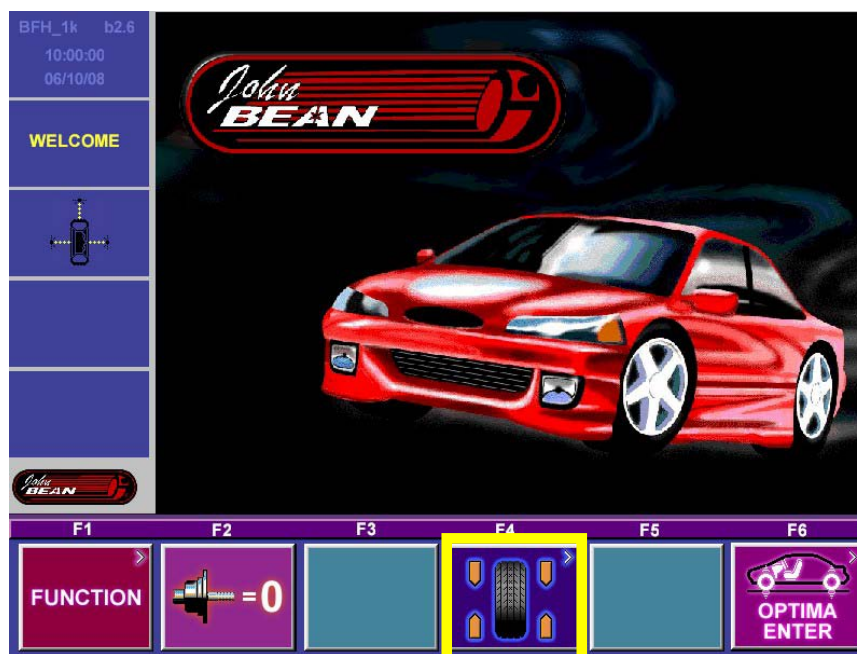 BFH_1k b2.6
10:00:00
06/10/08
WELCOME
John
BEAN
John
BEAN
F1 F2 F3 F4 F5 F6
FUNCTION
=0
OPTIMA
ENTER